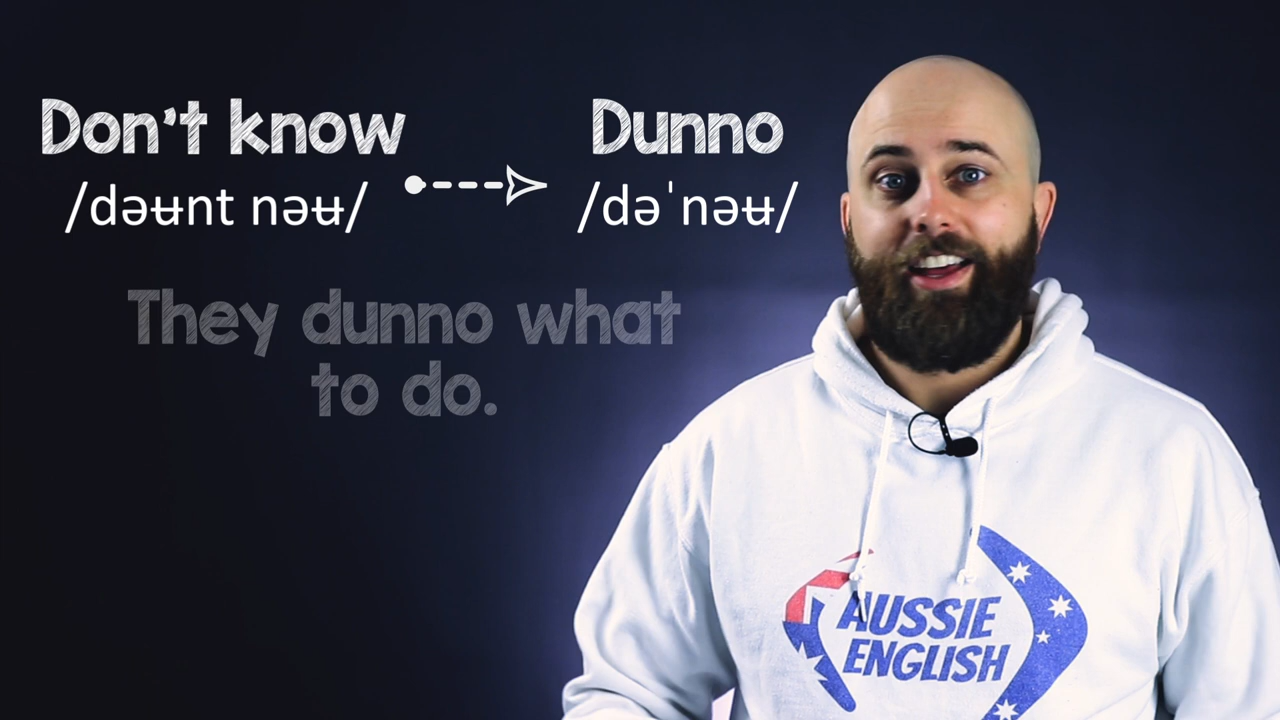 Don't know
Dunno
/dəʉnt nəʉ/
/dəˈnəʉ/
They dunno what
to do.
AUSSIE
ENGLISH